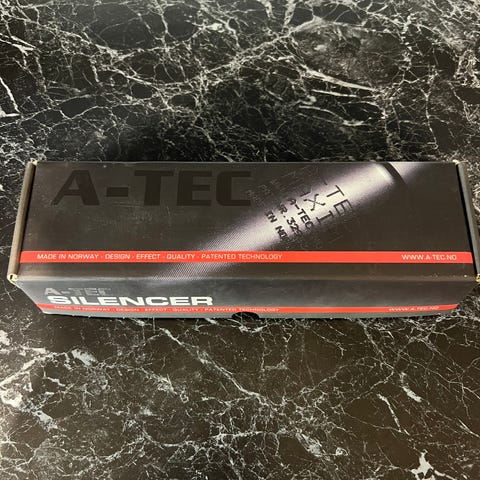 A-TEC
MADE IN NORWAY - DESIGN - EFFECT - QUALITY - PATENTED TECHNOLOGY
WWW.A-TEC.NO
A-TEC
SILENCER
MADE IN NORWAY - DESIGN - EFFECT - QUALITY - PATENTED TECHNOLOGY
WWW.A-TEC.NO
A-TEC